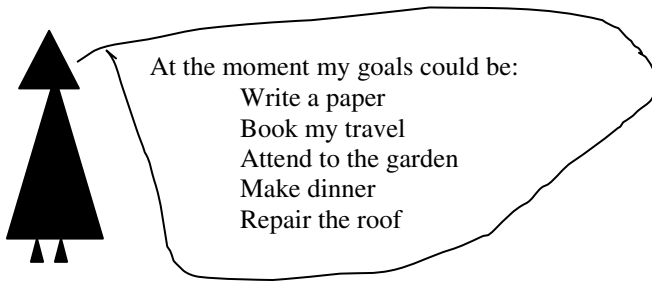 At the moment my goals could be:
Write a paper
Book my travel
Attend to the garden
Make dinner
Repair the roof